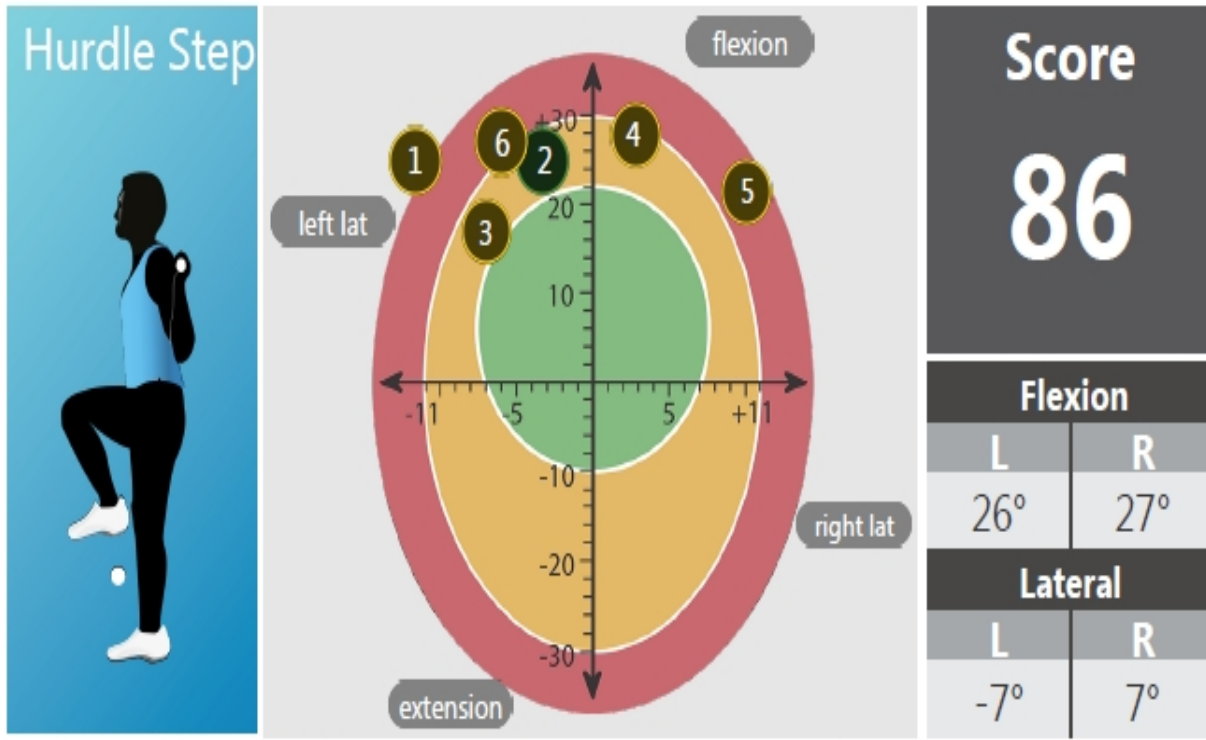 Hurdle Step
flexion
+30
6
4
1
2
5
20
left lat
3
10
-11
-5
5
+11
-10
right lat
-20
-30
extension
Score
86
Flexion
L R
26° 27°
Lateral
L R
-7° 7°